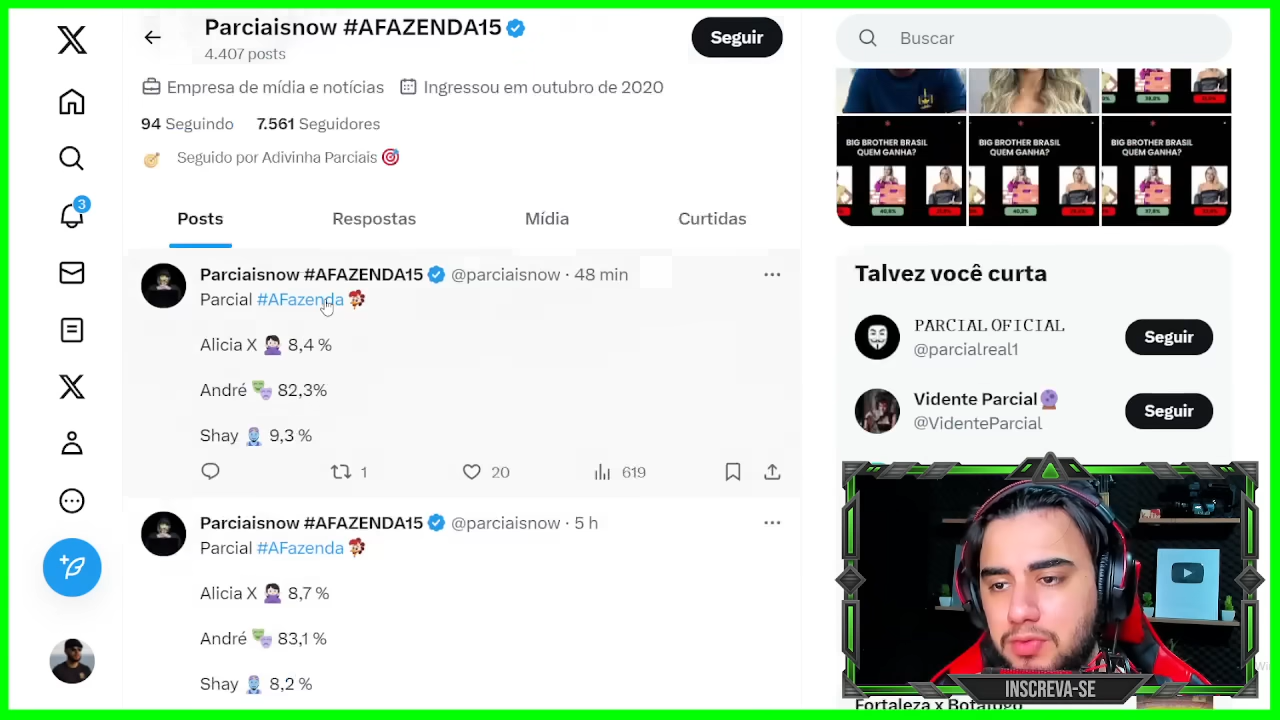 Parciaisnow #AFAZENDA15
4.407 posts
Seguir
Buscar
Empresa de mídia e notícias
Ingressou em outubro de 2020
94 Seguindo 7.561 Seguidores
Seguido por Adivinha Parciais
Posts
Respostas
Mídia
Curtidas
3
Parciaisnow #AFAZENDA15 @parciaisnow · 48 min
Parcial #AFazenda
Alicia X 8,4 %
André 82,3%
Shay 9,3 %
1
20
619
Parciaisnow #AFAZENDA15 @parciaisnow · 5 h
Parcial #AFazenda
Alicia X 8,7 %
André 83,1 %
Shay 8,2 %
BIG BROTHER BRASIL
QUEM GANHA?
BIG BROTHER BRASIL
QUEM GANHA?
BIG BROTHER BRASIL
QUEM GANHA?
Talvez você curta
PARCIAL OFICIAL
@parcialreal1
Seguir
Vidente Parcial
@VidenteParcial
Seguir
INSCREVA-SE
Fortaleza x Botafogo